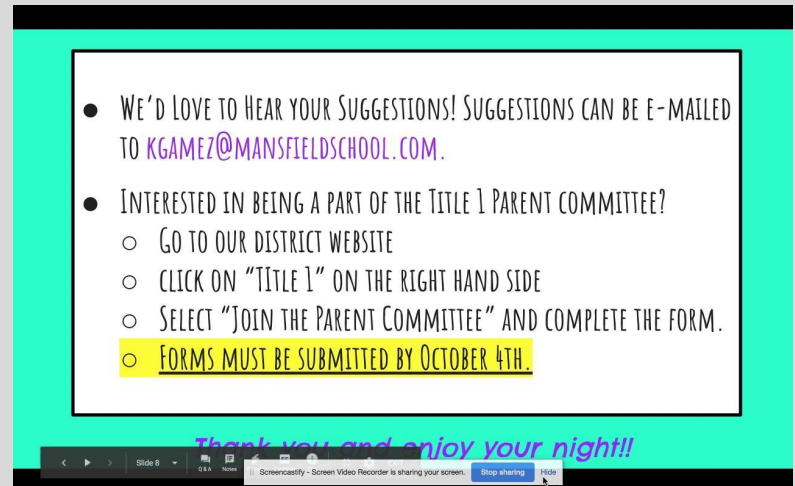 ● WE'D LOVE TO HEAR YOUR SUGGESTIONS! SUGGESTIONS CAN BE E-MAILED
TO KGAMEZ@MANSFIELDSCHOOL.COM.
● INTERESTED IN BEING A PART OF THE TITLE 1 PARENT COMMITTEE?
○ GO TO OUR DISTRICT WEBSITE
○ CLICK ON "TITLE 1" ON THE RIGHT HAND SIDE
○ SELECT "JOIN THE PARENT COMMITTEE" AND COMPLETE THE FORM.
○ FORMS MUST BE SUBMITTED BY OCTOBER 4TH.
Thank you and enjoy your night!!
Slide 8
Q&A Notes
Screencastify - Screen Video Recorder is sharing your screen. Stop sharing Hide